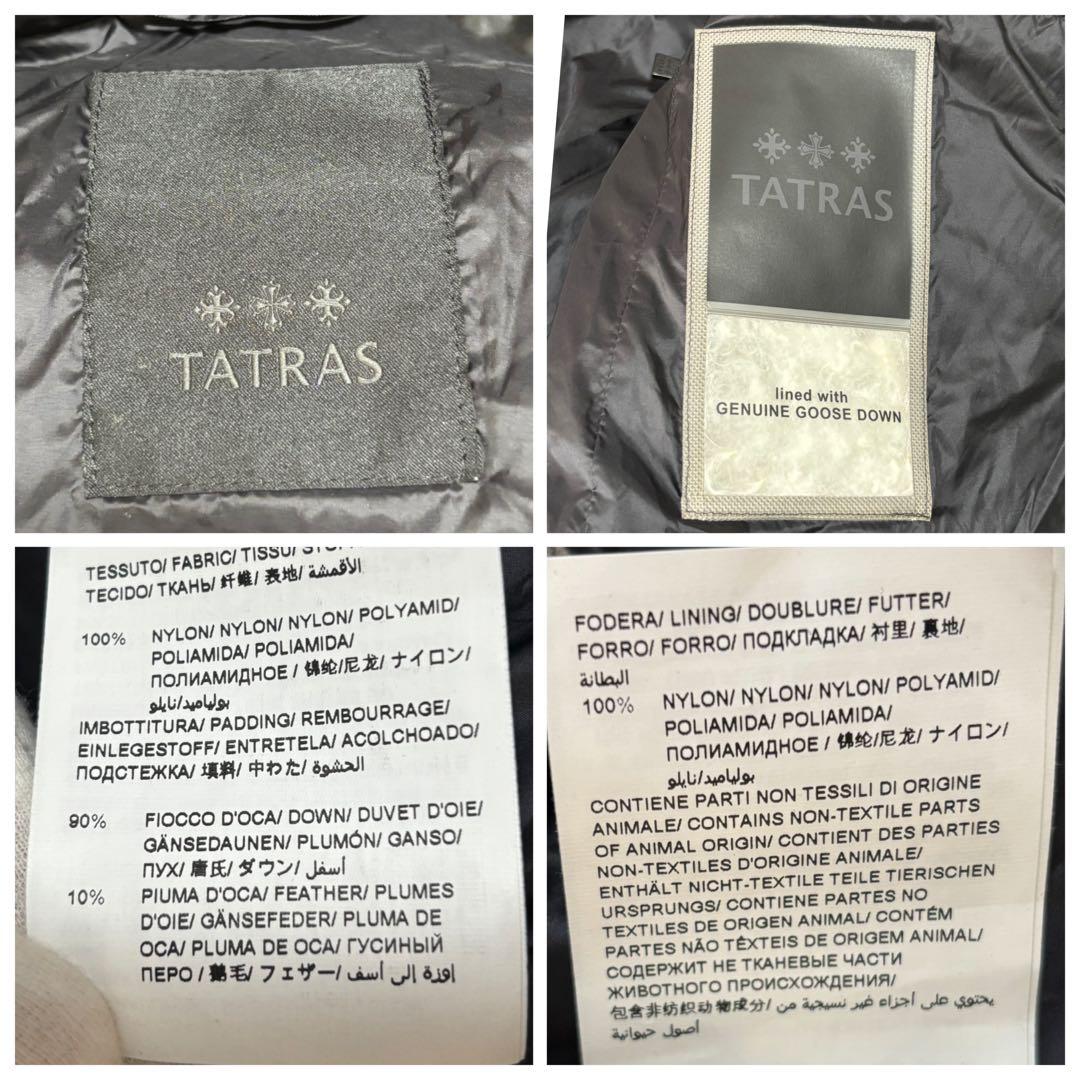 TATRAS
TATRAS
lined with
GENUINE GOOSE DOWN
TESSUTO/ FABRIC/ TISSU/
TECIDO/ ТКАНЬ/ 纤维/ 表地/ الأقمشة
100% NYLON/ NYLON/ NYLON/ POLYAMID/
POLIAMIDA/ POLIAMIDA/
ПОЛИАМИДНОЕ / 锦纶/尼龙/ ナイロン/
بولياميد/نايلو
IMBOTTITURA/ PADDING/ REMBOURRAGE/
EINLEGESTOFF/ ENTRETELA/ ACOLCHOADO/
ПОДСТЕЖКА/ 填料/ 中わた/ الحشوة
90% FIOCCO D'OCA/ DOWN/ DUVET D'OIE/
GÄNSEDAUNEN/ PLUMÓN/ GANSO/
ПУХ/ 唐氏/ ダウン/ أسفل
10% PIUMA D'OCA/ FEATHER/ PLUMES
D'OIE/ GÄNSEFEDER/ PLUMA DE
OCA/ PLUMA DE OCA/ ГУСИНЫЙ
ПЕРО / 鹅毛/ フェザー/ اوزة إلى أسف
FODERA/ LINING/ DOUBLURE/ FUTTER/
FORRO/ FORRO/ ПОДКЛАДКА/ 衬里/ 裏地/
البطانة
100% NYLON/ NYLON/ NYLON/ POLYAMID/
POLIAMIDA/ POLIAMIDA/
ПОЛИАМИДНОЕ / 锦纶/尼龙/ ナイロン/
بولياميد/نايلو
CONTIENE PARTI NON TESSILI DI ORIGINE
ANIMALE/ CONTAINS NON-TEXTILE PARTS
OF ANIMAL ORIGIN/ CONTIENT DES PARTIES
NON-TEXTILES D'ORIGINE ANIMALE/
ENTHÄLT NICHT-TEXTILE TEILE TIERISCHEN
URSPRUNGS/ CONTIENE PARTES NO
TEXTILES DE ORIGEN ANIMAL/ CONTÉM
PARTES NÃO TÊXTEIS DE ORIGEM ANIMAL/
СОДЕРЖИТ НЕ ТКАНЕВЫЕ ЧАСТИ
ЖИВОТНОГО ПРОИСХОЖДЕНИЯ/
包含非纺织动物成分/ يحتوي على أجزاء غير نسيجية من
أصول حيوانية